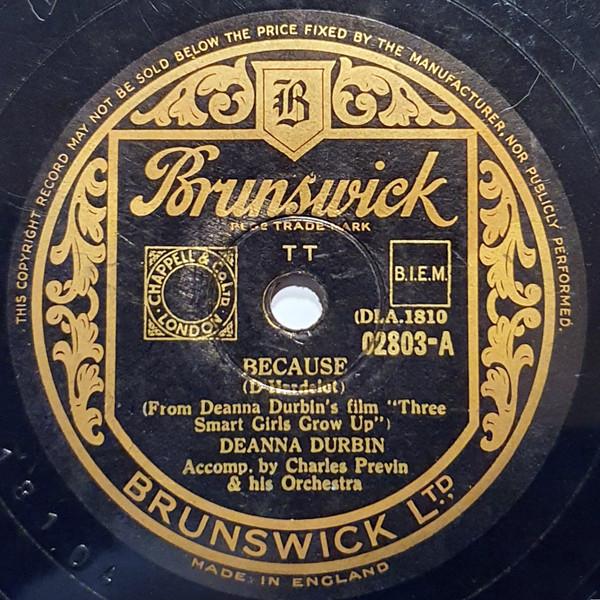 THIS COPYRIGHT RECORD MAY NOT BE SOLD BELOW THE PRICE FIXED BY THE MANUFACTURER, NOR PUBLICLY PERFORMED.
B
Brunswick
TRADE MARK
TT
CHAPPELL & CO. LTD.
LONDON
B.I.E.M.
(DLA.1810
02803-A
BECAUSE
(D'Hardelot)
(From Deanna Durbin's film "Three
Smart Girls Grow Up")
DEANNA DURBIN
Accomp. by Charles Previn
& his Orchestra
BRUNSWICK LTD.,
MADE IN ENGLAND